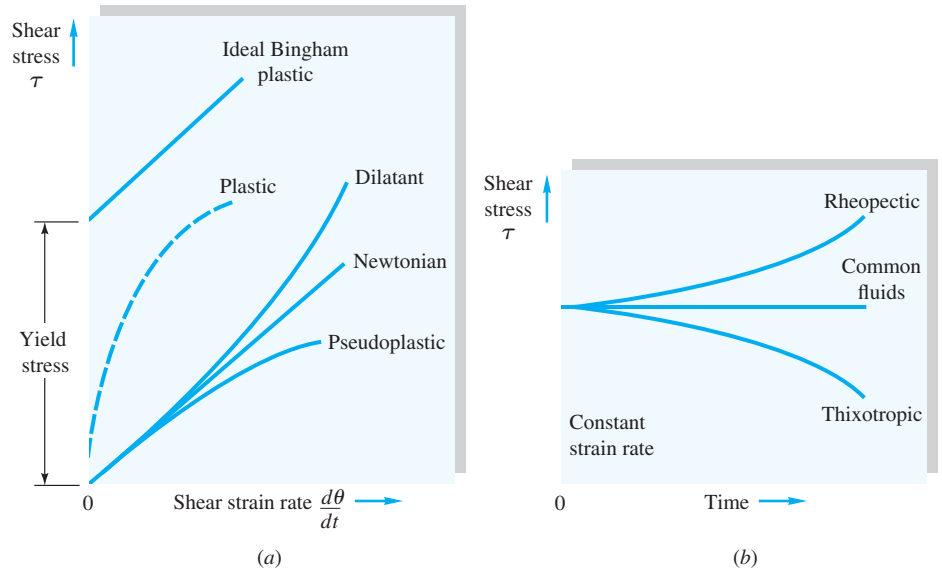 Shear
stress
τ
Ideal Bingham
plastic
Plastic
Dilatant
Newtonian
Pseudoplastic
Yield
stress
0
Shear strain rate dθ/dt
(a)
Shear
stress
τ
Rheopectic
Common
fluids
Thixotropic
Constant
strain rate
0
Time
(b)